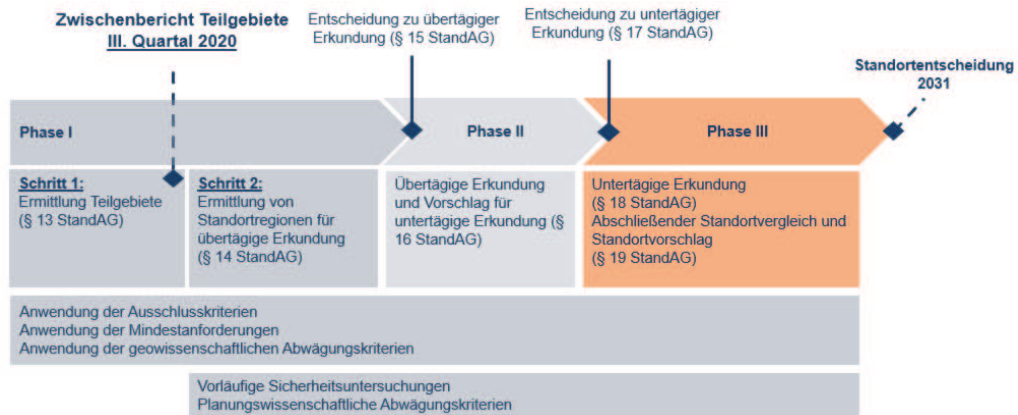 Zwischenbericht Teilgebiete
III. Quartal 2020
Entscheidung zu übertägiger
Erkundung (§ 15 StandAG)
Entscheidung zu untertägiger
Erkundung (§ 17 StandAG)
Standortentscheidung
2031
Phase I
Phase II
Phase III
Schritt 1:
Ermittlung Teilgebiete
(§ 13 StandAG)
Schritt 2:
Ermittlung von
Standortregionen für
übertägige Erkundung
(§ 14 StandAG)
Übertägige Erkundung
und Vorschlag für
untertägige Erkundung (§
16 StandAG)
Untertägige Erkundung
(§ 18 StandAG)
Abschließender Standortvergleich und
Standortvorschlag
(§ 19 StandAG)
Anwendung der Ausschlusskriterien
Anwendung der Mindestanforderungen
Anwendung der geowissenschaftlichen Abwägungskriterien
Vorläufige Sicherheitsuntersuchungen
Planungswissenschaftliche Abwägungskriterien